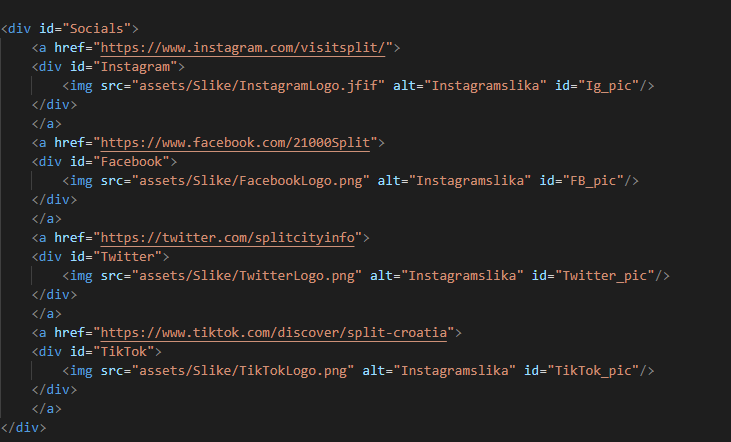 <div id="Socials">
<a href="https://www.instagram.com/visitsplit/">
<div id="Instagram">
<img src="assets/Slike/InstagramLogo.jfif" alt="Instagramslika" id="Ig_pic"/>
</div>
</a>
<a href="https://www.facebook.com/21000Split">
<div id="Facebook">
<img src="assets/Slike/FacebookLogo.png" alt="Instagramslika" id="FB_pic"/>
</div>
</a>
<a href="https://twitter.com/splitcityinfo">
<div id="Twitter">
<img src="assets/Slike/TwitterLogo.png" alt="Instagramslika" id="Twitter_pic"/>
</div>
</a>
<a href="https://www.tiktok.com/discover/split-croatia">
<div id="TikTok">
<img src="assets/Slike/TikTokLogo.png" alt="Instagramslika" id="TikTok_pic"/>
</div>
</a>
</div>